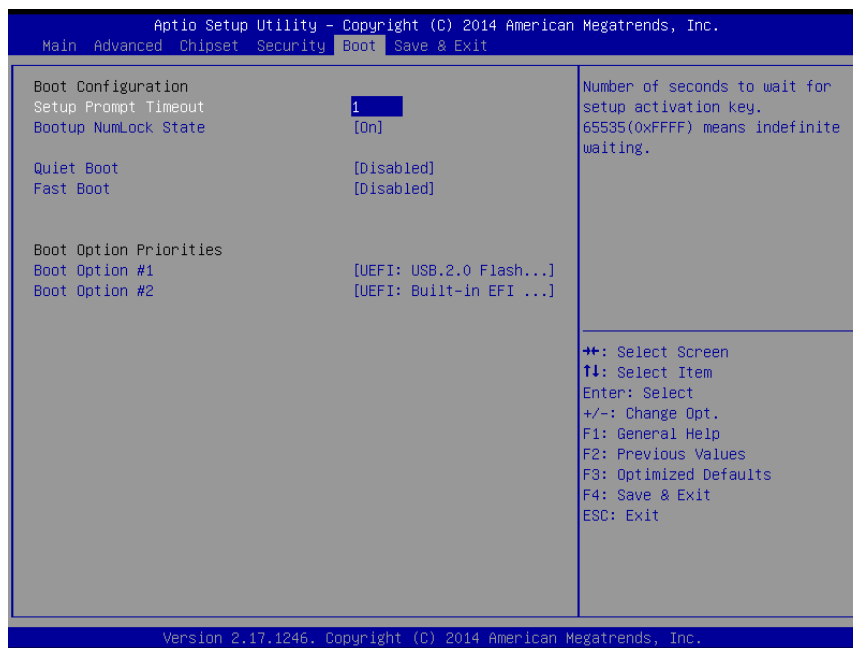 Aptio Setup Utility – Copyright (C) 2014 American Megatrends, Inc.
Main Advanced Chipset Security Boot Save & Exit
Boot Configuration
Setup Prompt Timeout 1
Bootup NumLock State [On]
Quiet Boot [Disabled]
Fast Boot [Disabled]
Boot Option Priorities
Boot Option #1 [UEFI: USB.2.0 Flash...]
Boot Option #2 [UEFI: Built-in EFI ...]
Number of seconds to wait for
setup activation key.
65535(0xFFFF) means indefinite
waiting.
→←: Select Screen
↑↓: Select Item
Enter: Select
+/-: Change Opt.
F1: General Help
F2: Previous Values
F3: Optimized Defaults
F4: Save & Exit
ESC: Exit
Version 2.17.1246. Copyright (C) 2014 American Megatrends, Inc.